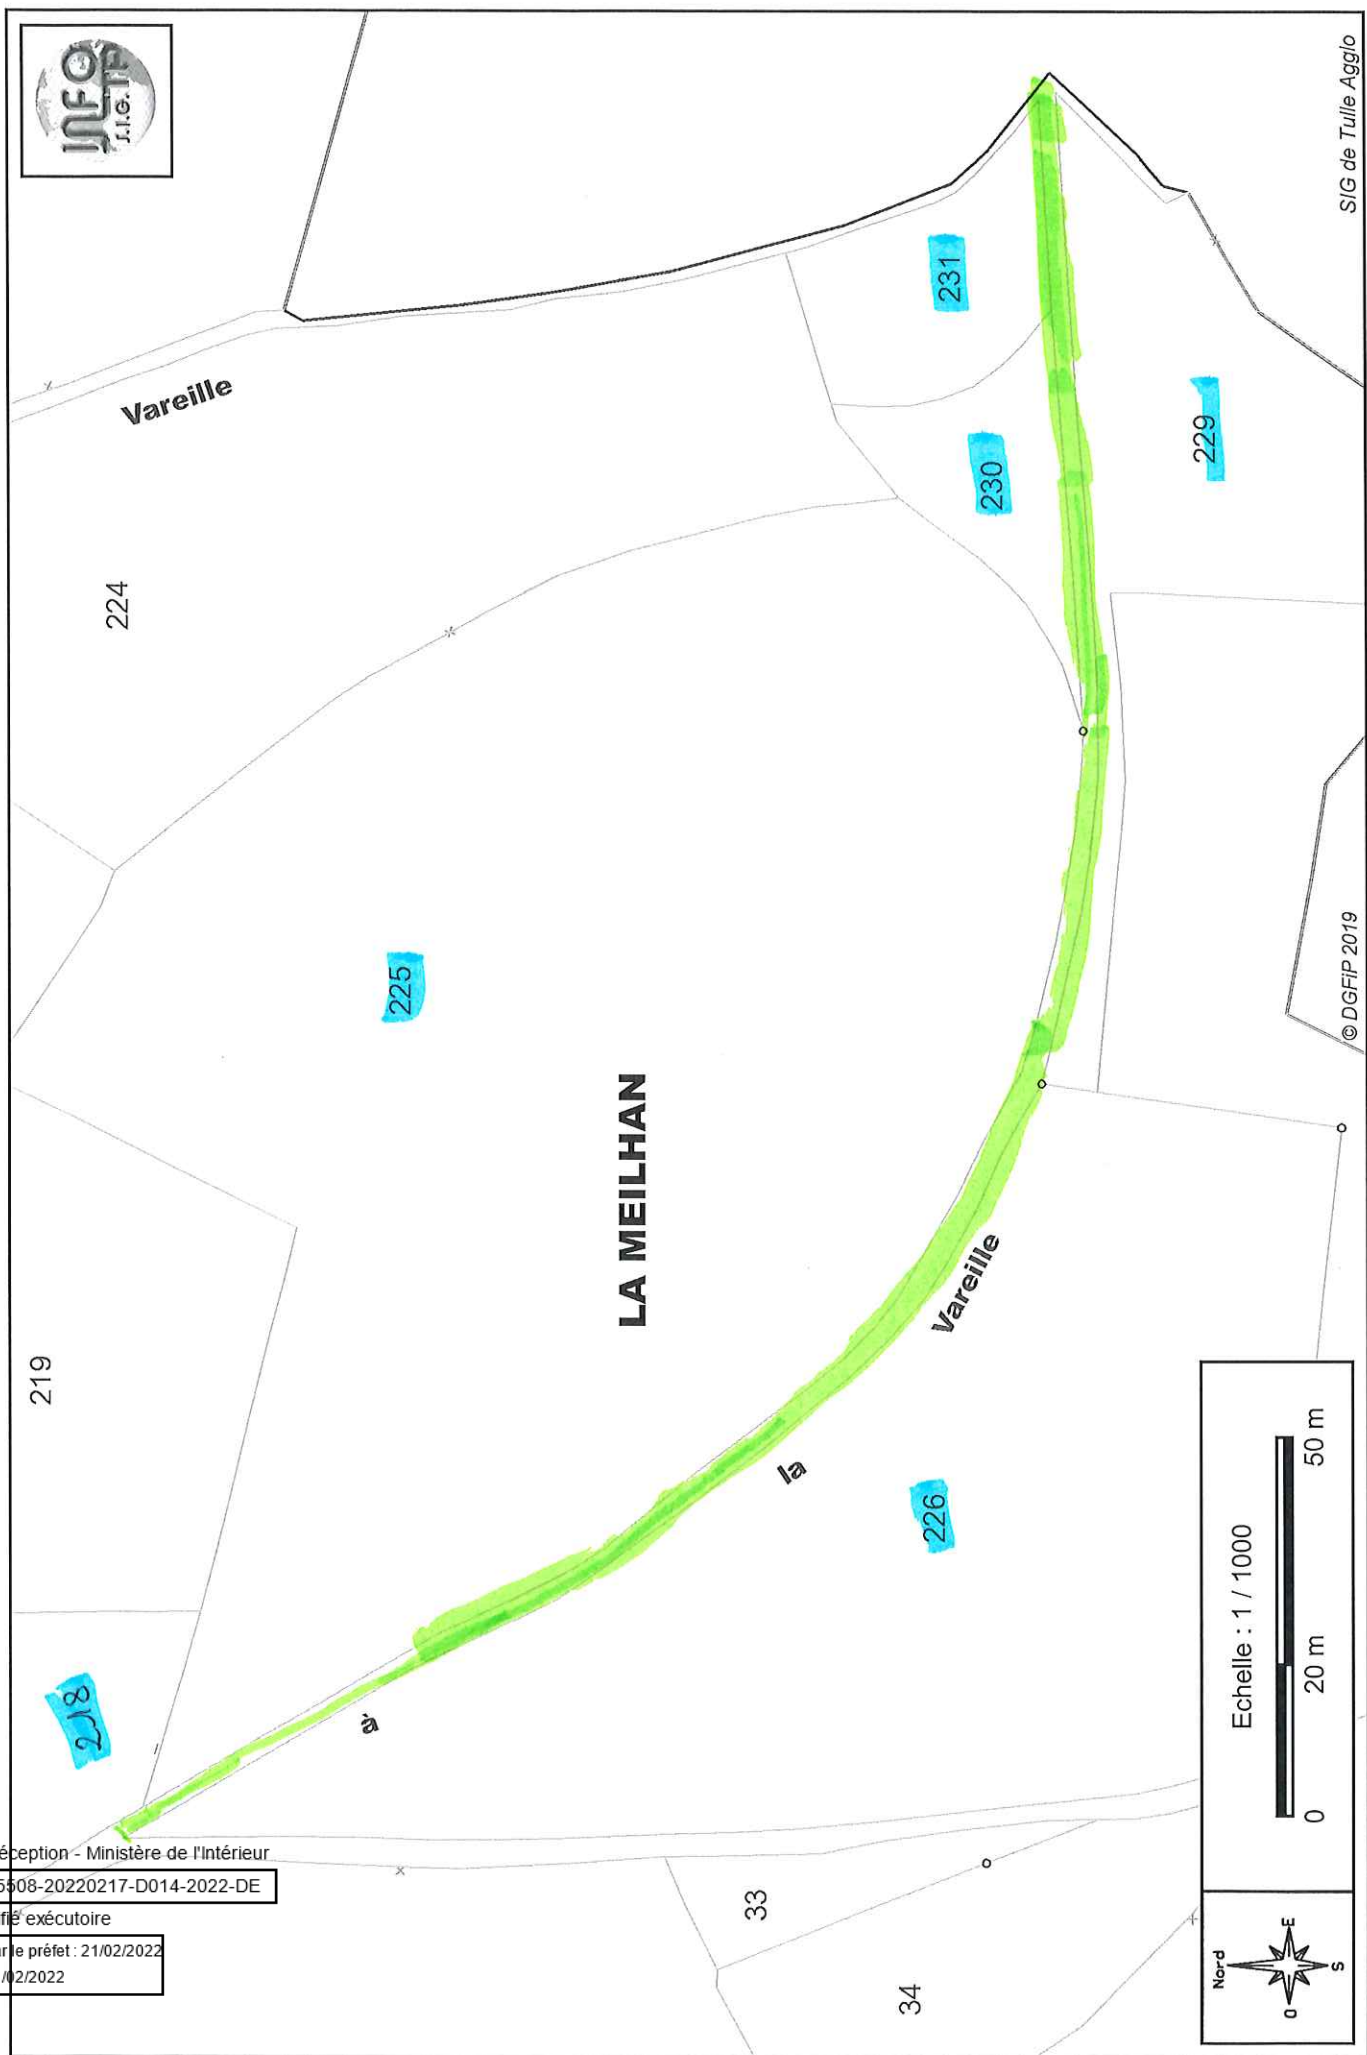 INFO
S.I.G. TP
Vareille
224
231
230
229
225
LA MEILHAN
219
218
Vareille
la
à
226
33
34
Echelle : 1 / 1000
0 20 m 50 m
Nord
O E
S
© DGFiP 2019
SIG de Tulle Agglo
éception - Ministère de l'Intérieur
5508-20220217-D014-2022-DE
fié exécutoire
ar le préfet : 21/02/2022
/02/2022